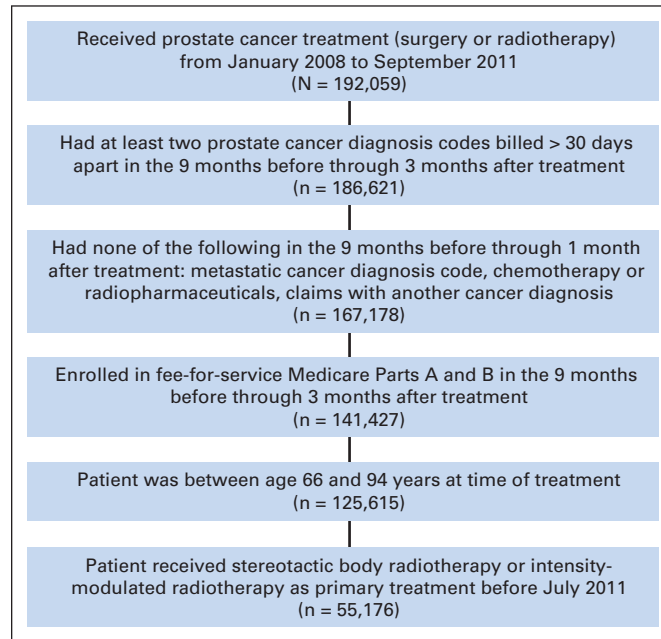 Received prostate cancer treatment (surgery or radiotherapy)
from January 2008 to September 2011
(N = 192,059)
Had at least two prostate cancer diagnosis codes billed > 30 days
apart in the 9 months before through 3 months after treatment
(n = 186,621)
Had none of the following in the 9 months before through 1 month
after treatment: metastatic cancer diagnosis code, chemotherapy or
radiopharmaceuticals, claims with another cancer diagnosis
(n = 167,178)
Enrolled in fee-for-service Medicare Parts A and B in the 9 months
before through 3 months after treatment
(n = 141,427)
Patient was between age 66 and 94 years at time of treatment
(n = 125,615)
Patient received stereotactic body radiotherapy or intensity-
modulated radiotherapy as primary treatment before July 2011
(n = 55,176)